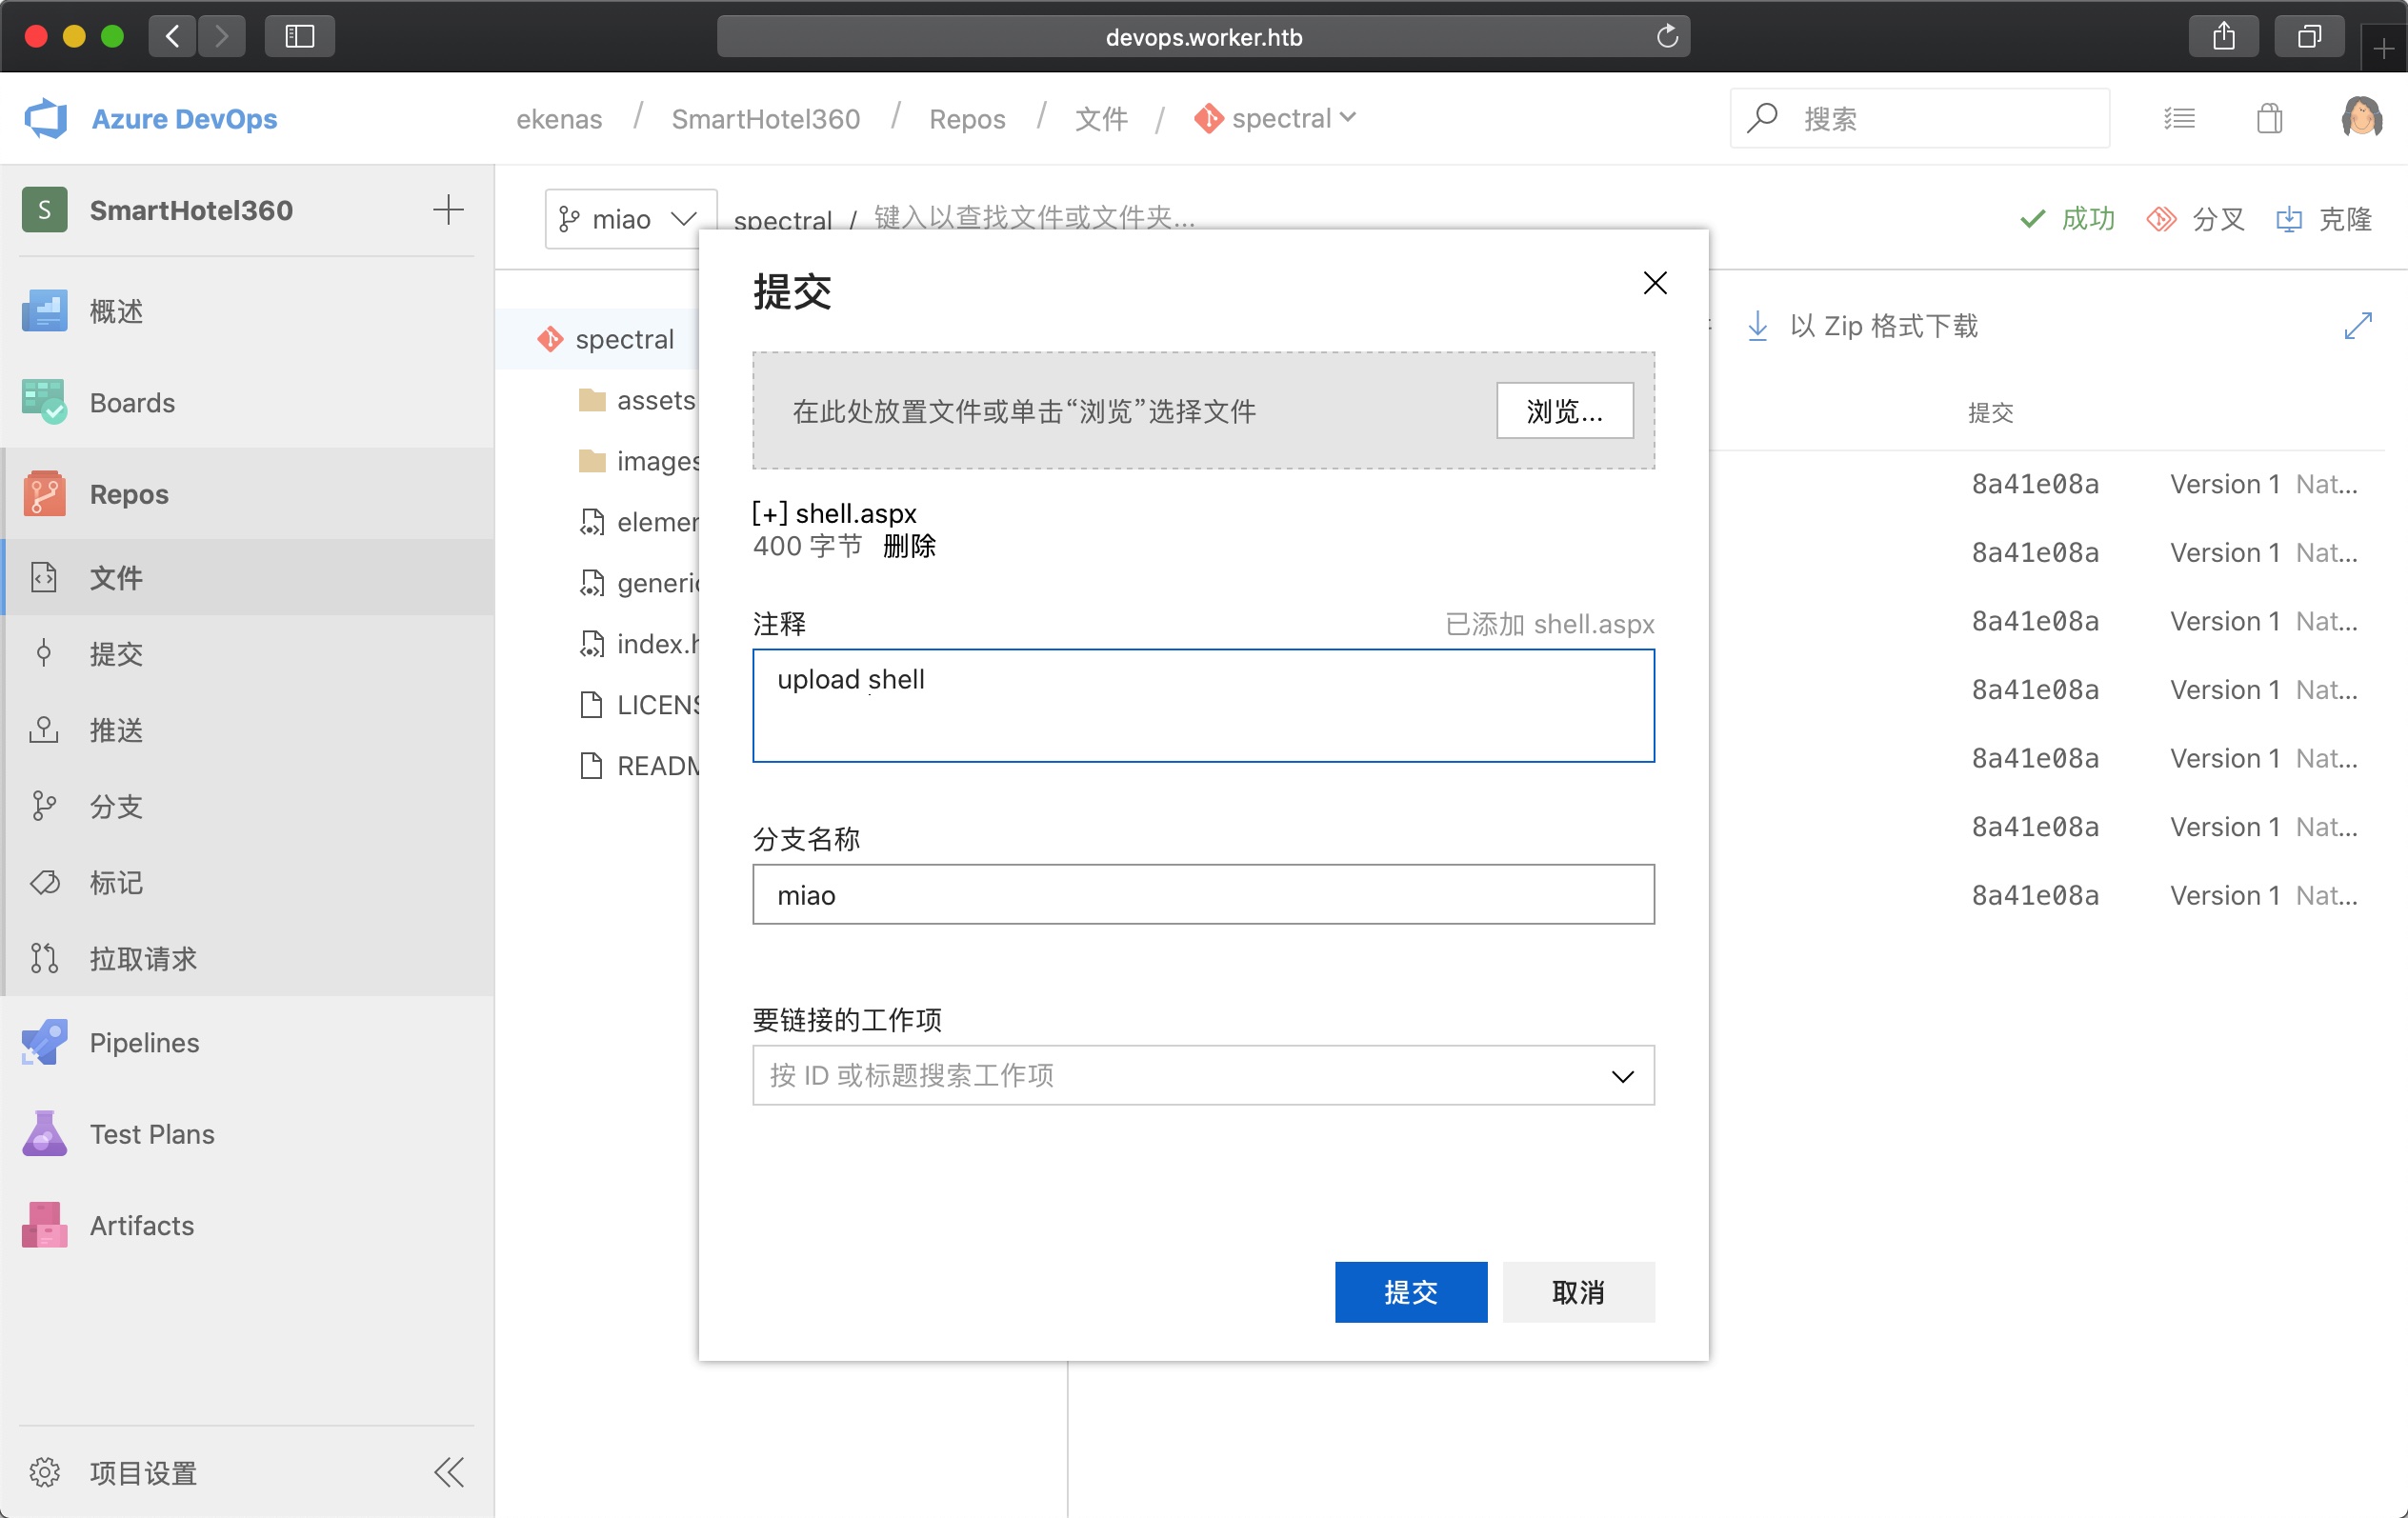 devops.worker.htb
Azure DevOps
ekenas / SmartHotel360 / Repos / 文件 / spectral
搜索
S SmartHotel360
概述
Boards
Repos
文件
提交
推送
分支
标记
拉取请求
Pipelines
Test Plans
Artifacts
项目设置
miao
spectral / 键入以查找文件或文件夹...
成功
分叉
克隆
spectral
assets
images
index.h
以 Zip 格式下载
提交
8a41e08a Version 1 Nat...
8a41e08a Version 1 Nat...
8a41e08a Version 1 Nat...
8a41e08a Version 1 Nat...
8a41e08a Version 1 Nat...
8a41e08a Version 1 Nat...
8a41e08a Version 1 Nat...
提交
在此处放置文件或单击“浏览”选择文件
浏览...
[+] shell.aspx
400 字节 删除
注释
已添加 shell.aspx
upload shell
分支名称
miao
要链接的工作项
按 ID 或标题搜索工作项
提交
取消